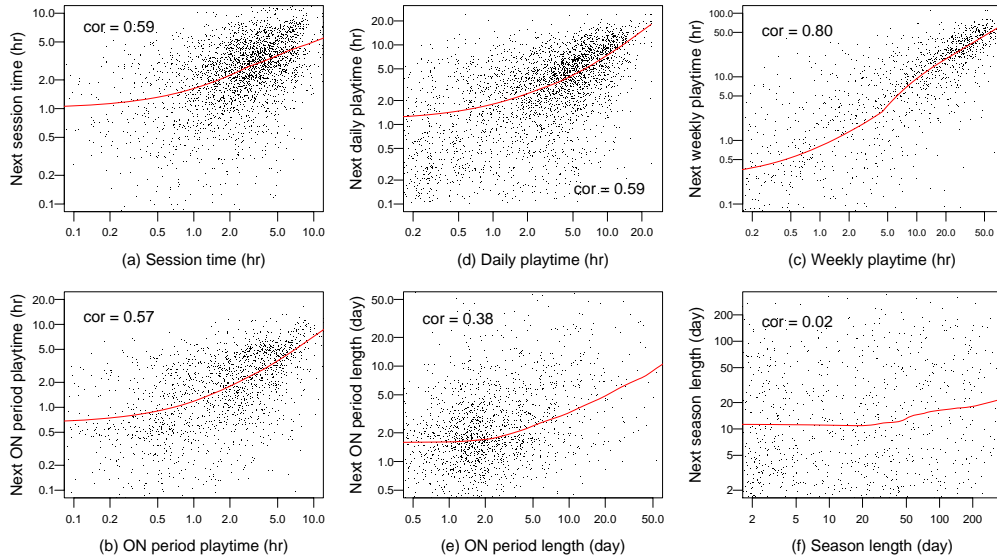 Next session time (hr)
10.0
5.0
2.0
1.0
0.5
0.2
0.1
cor = 0.59
0.1 0.2 0.5 1.0 2.0 5.0 10.0
(a) Session time (hr)
Next daily playtime (hr)
20.0
10.0
5.0
2.0
1.0
0.5
0.2
0.1
cor = 0.59
0.2 0.5 1.0 2.0 5.0 10.0 20.0
(d) Daily playtime (hr)
Next weekly playtime (hr)
100.0
50.0
10.0
5.0
1.0
0.5
0.1
cor = 0.80
0.2 0.5 1.0 2.0 5.0 10.0 20.0 50.0
(c) Weekly playtime (hr)
Next ON period playtime (hr)
20.0
10.0
5.0
2.0
1.0
0.5
0.2
0.1
cor = 0.57
0.1 0.2 0.5 1.0 2.0 5.0 10.0
(b) ON period playtime (hr)
Next ON period length (day)
50.0
20.0
10.0
5.0
2.0
1.0
0.5
cor = 0.38
0.5 1.0 2.0 5.0 10.0 20.0 50.0
(e) ON period length (day)
Next season length (day)
200
100
50
20
10
5
2
cor = 0.02
2 5 10 20 50 100 200
(f) Season length (day)